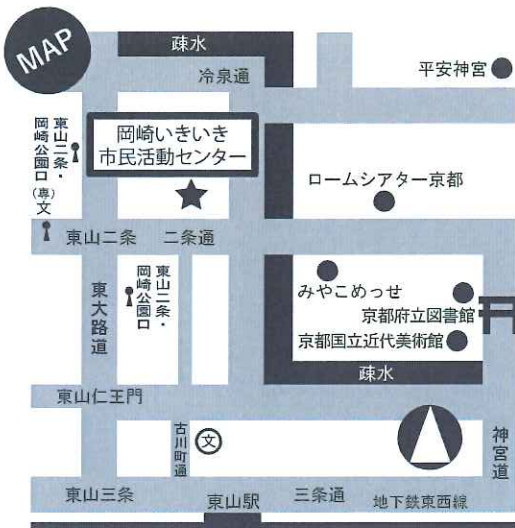 MAP
疎水
冷泉通
平安神宮
岡崎いきいき
市民活動センター
東山二条・
岡崎公園口
(専)
文
ロームシアター京都
東山二条
二条通
東大路道
東山二条・
岡崎公園口
みやこめっせ
京都府立図書館
京都国立近代美術館
疎水
東山仁王門
古川町通
文
神宮道
東山三条
東山駅
三条通
地下鉄東西線